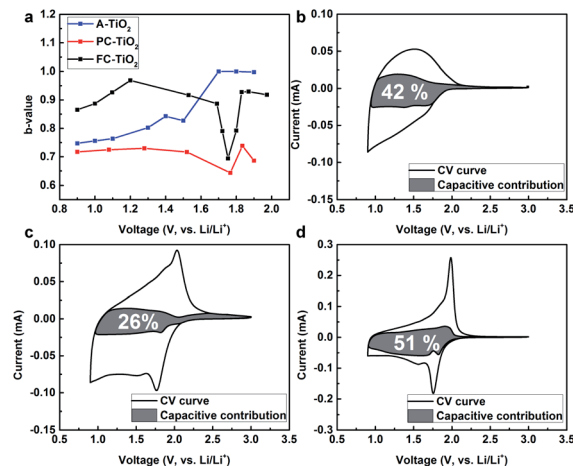 a
A-TiO₂
PC-TiO₂
FC-TiO₂
b-value
1.2
1.1
1.0
0.9
0.8
0.7
0.6
0.8 1.0 1.2 1.4 1.6 1.8 2.0
Voltage (V, vs. Li/Li⁺)
b
Current (mA)
0.10
0.05
0.00
-0.05
-0.10
-0.15
42 %
CV curve
Capacitive contribution
0.5 1.0 1.5 2.0 2.5 3.0 3.5
Voltage (V, vs. Li/Li⁺)
c
Current (mA)
0.10
0.05
0.00
-0.05
-0.10
-0.15
26%
CV curve
Capacitive contribution
0.5 1.0 1.5 2.0 2.5 3.0 3.5
Voltage (V, vs. Li/Li⁺)
d
Current (mA)
0.3
0.2
0.1
0.0
-0.1
-0.2
-0.3
51 %
CV curve
Capacitive contribution
0.5 1.0 1.5 2.0 2.5 3.0 3.5
Voltage (V, vs. Li/Li⁺)